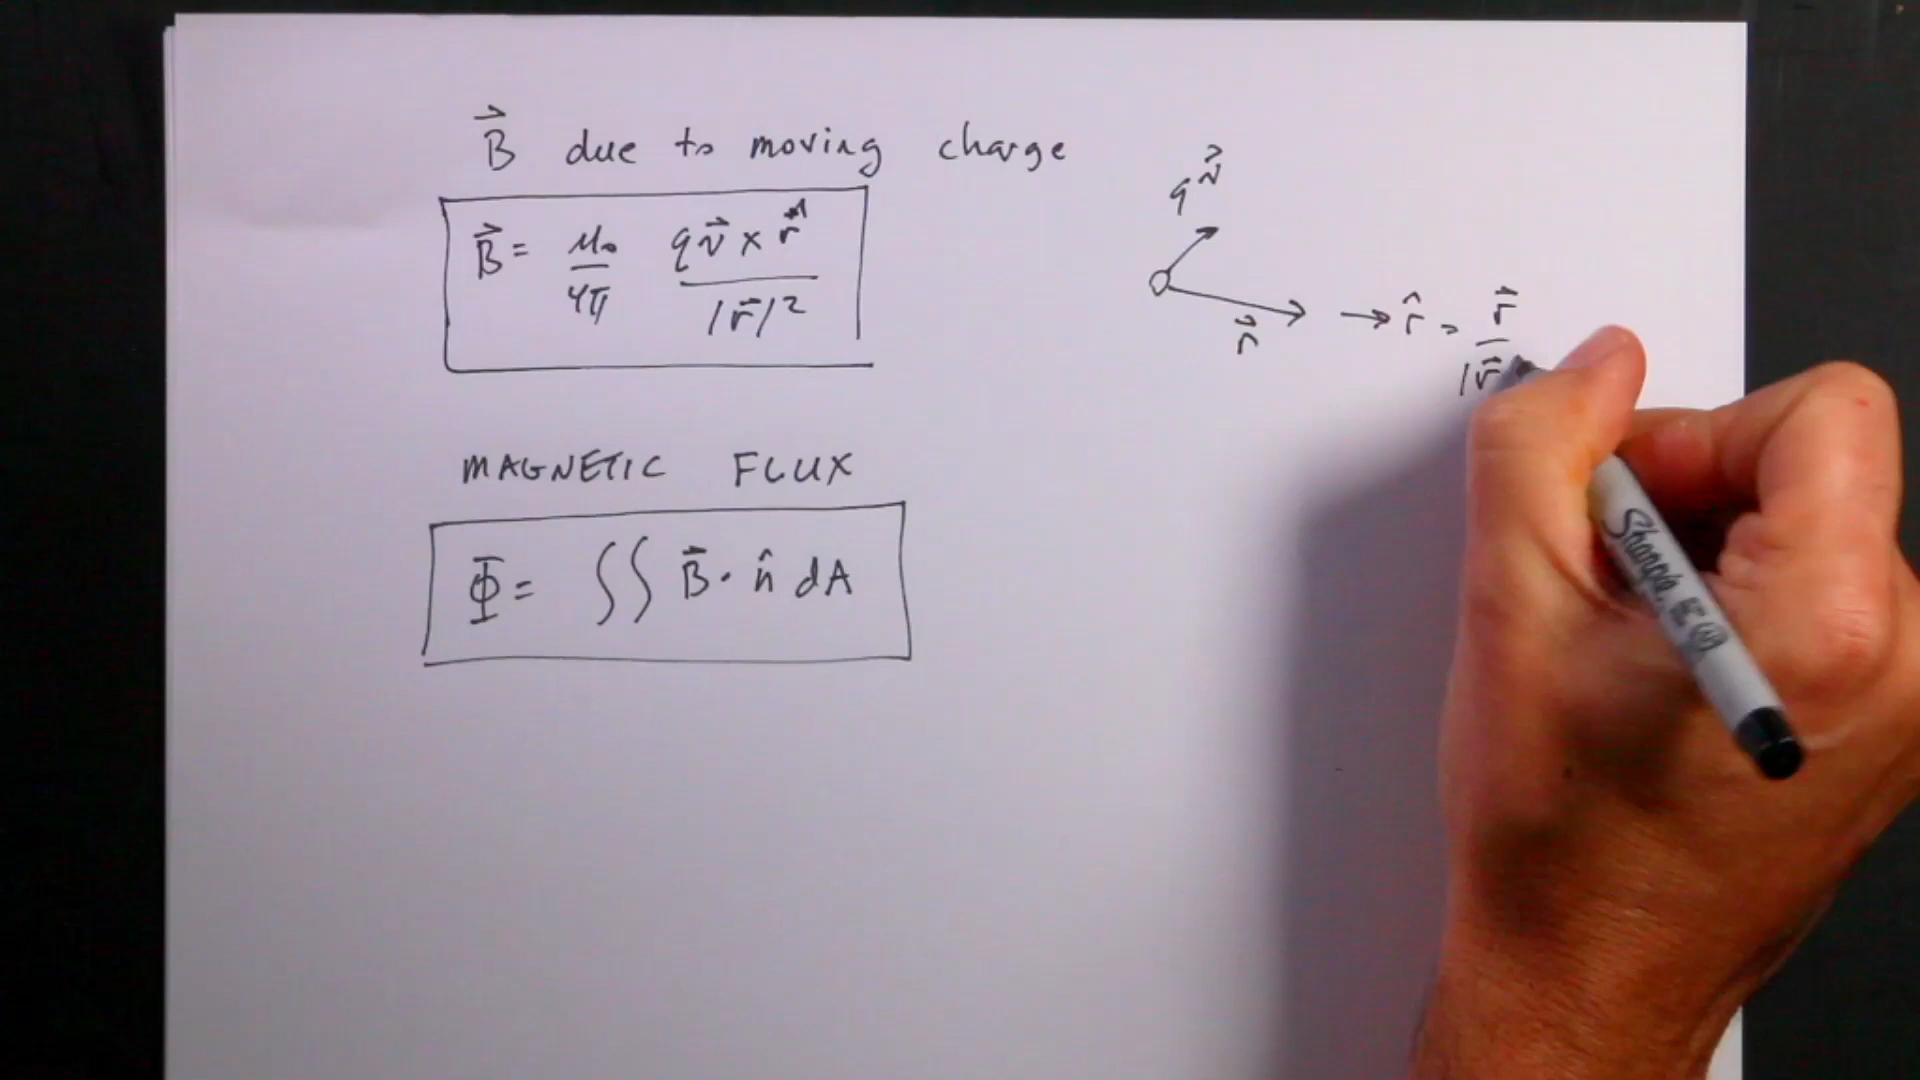 B⃗ due to moving charge
B⃗ = μ₀/4π qv⃗ × r̂/|r⃗|²
qv⃗
r⃗
→ r̂ = r⃗/|r⃗
MAGNETIC FLUX
Φ = ∫∫ B⃗ · n̂ dA
Sharpie